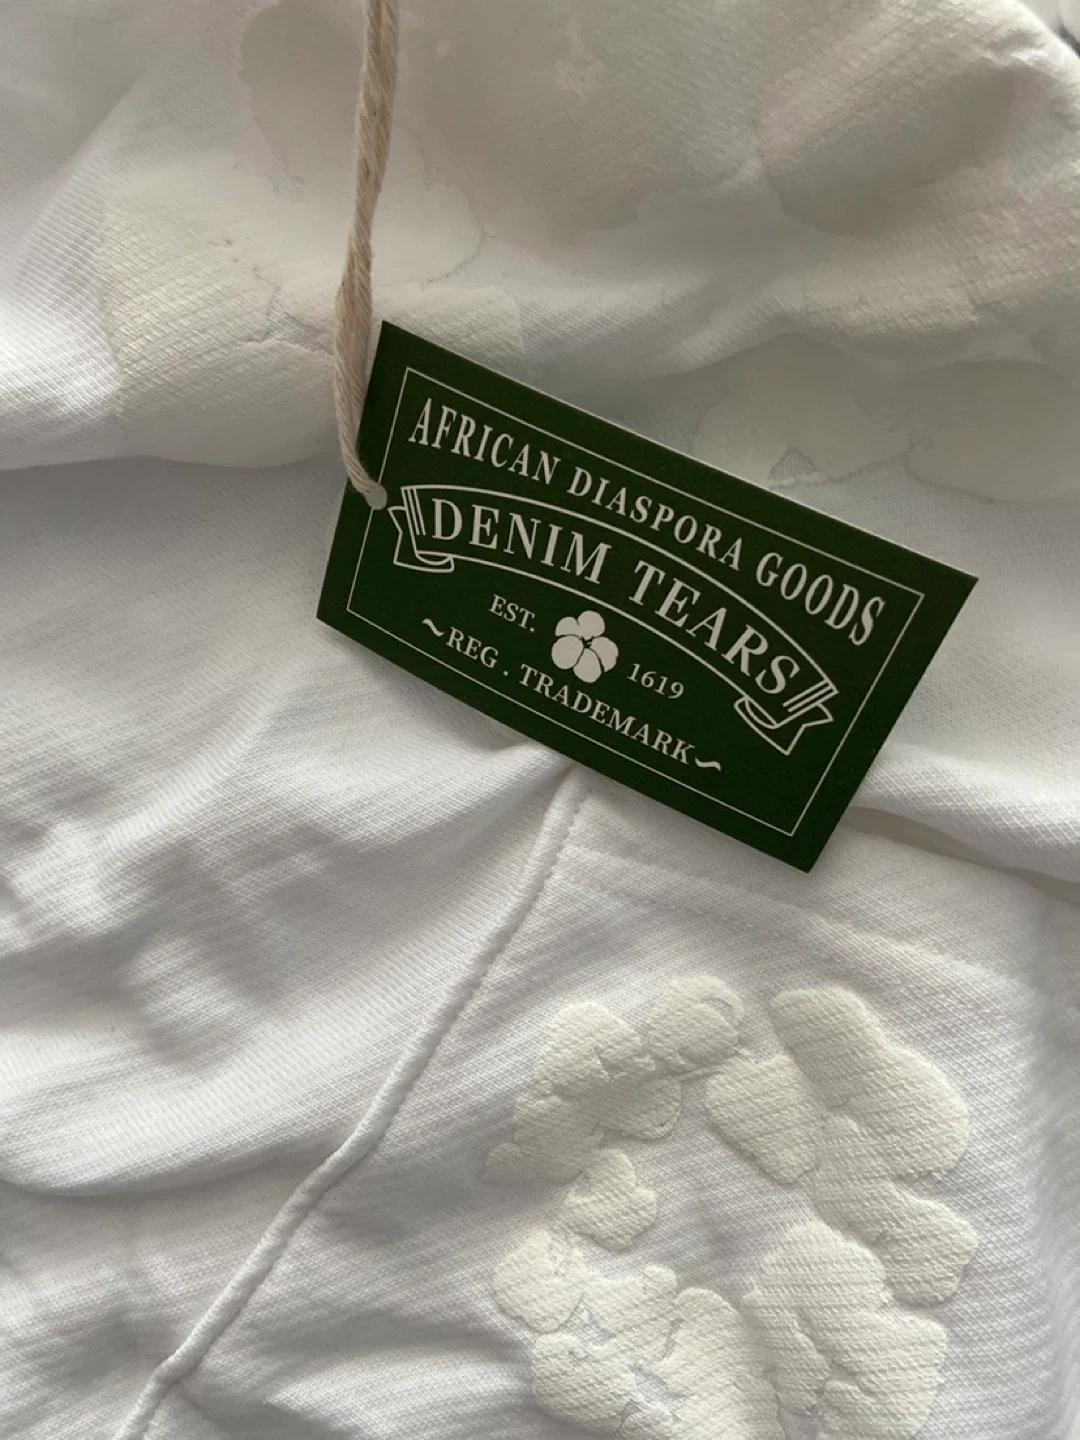 AFRICAN DIASPORA GOODS
DENIM TEARS
EST. 1619
~REG. TRADEMARK~